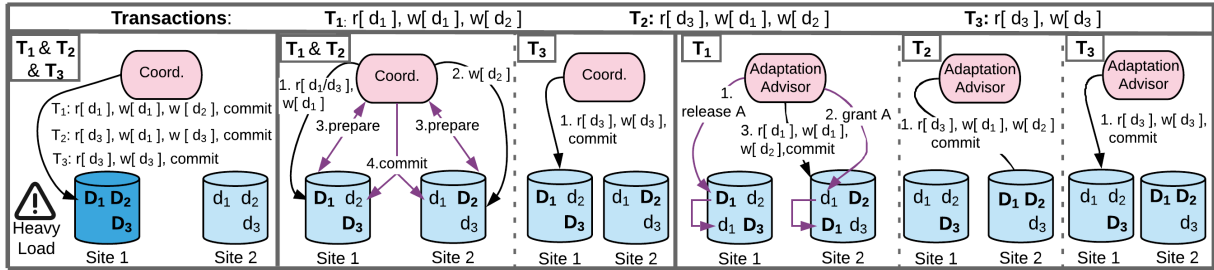 Transactions: T1: r[ d1 ], w[ d1 ], w[ d2 ] T2: r[ d3 ], w[ d1 ], w[ d2 ] T3: r[ d3 ], w[ d3 ]
T1 & T2
& T3
Coord.
T1: r[ d1 ], w[ d1 ], w [ d2 ], commit
T2: r[ d3 ], w[ d1 ], w[ d3 ], commit
T3: r[ d3 ], w[ d3 ], commit
Heavy
Load
D1 D2
D3
d1 d2
d3
Site 1 Site 2
T1 & T2
Coord.
1. r[ d1/d3 ],
w[ d1 ]
2. w[ d2 ]
3.prepare 3.prepare
4.commit
D1 d2
D3
d1 D2
d3
Site 1 Site 2
T3
Coord.
1. r[ d3 ], w[ d3 ],
commit
D1 d2
D3
d1 D2
d3
Site 1 Site 2
T1
Adaptation
Advisor
1.
release A
2. grant A
3. r[ d1 ], w[ d1 ],
w[ d2 ],commit
D1 d2
d1 D3
d1 D2
D1 d3
Site 1 Site 2
T2
Adaptation
Advisor
1. r[ d3 ], w[ d1 ], w[ d2 ]
commit
d1 d2
D3
D1 D2
d3
Site 1 Site 2
T3
Adaptation
Advisor
1. r[ d3 ], w[ d3 ],
commit
d1 d2
D3
D1 D2
d3
Site 1 Site 2